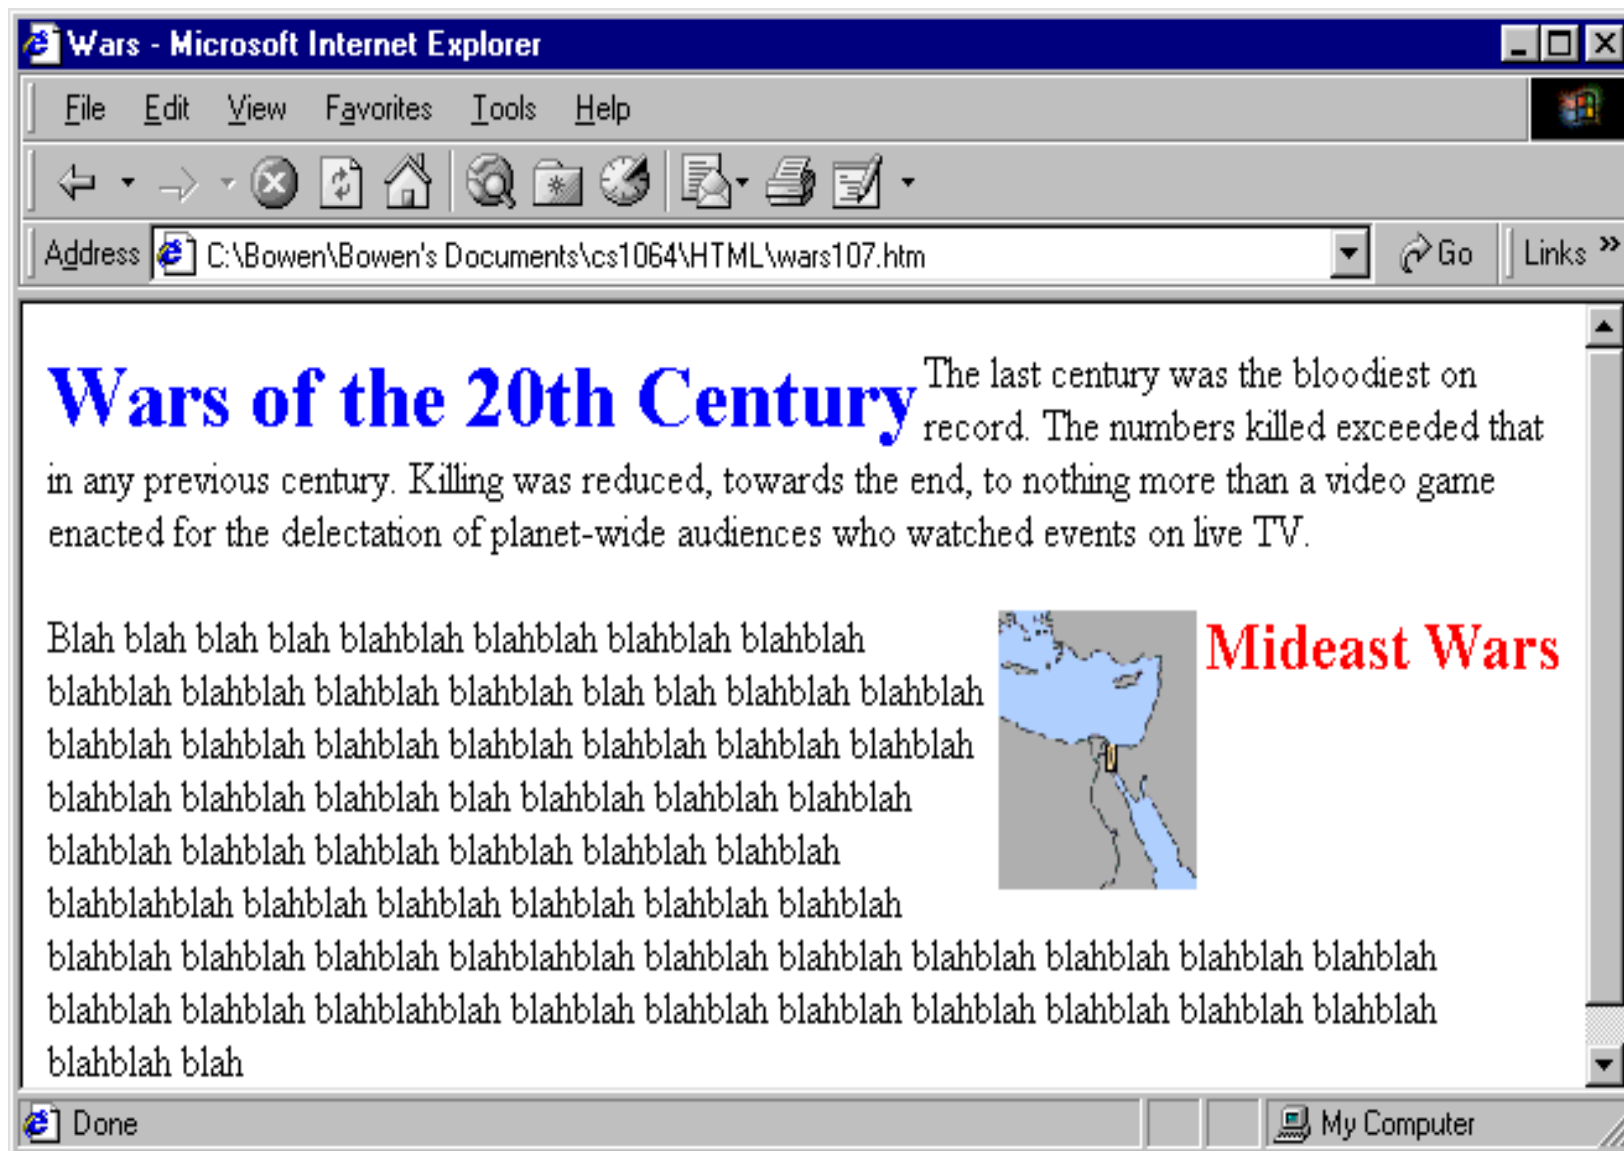 Wars - Microsoft Internet Explorer
File Edit View Favorites Tools Help
Address C:\Bowen\Bowen's Documents\cs1064\HTML\wars107.htm Go Links »
Wars of the 20th Century
The last century was the bloodiest on
record. The numbers killed exceeded that
in any previous century. Killing was reduced, towards the end, to nothing more than a video game
enacted for the delectation of planet-wide audiences who watched events on live TV.
Blah blah blah blah blahblah blahblah blahblah blahblah
blahblah blahblah blahblah blahblah blah blah blahblah blahblah
blahblah blahblah blahblah blahblah blahblah blahblah blahblah
blahblah blahblah blahblah blah blahblah blahblah blahblah
blahblah blahblah blahblah blahblah blahblah blahblah
blahblahblah blahblah blahblah blahblah blahblah blahblah
Mideast Wars
blahblah blahblah blahblah blahblahblah blahblah blahblah blahblah blahblah blahblah blahblah
blahblah blahblah blahblahblah blahblah blahblah blahblah blahblah blahblah blahblah blahblah
blahblah blah
Done My Computer